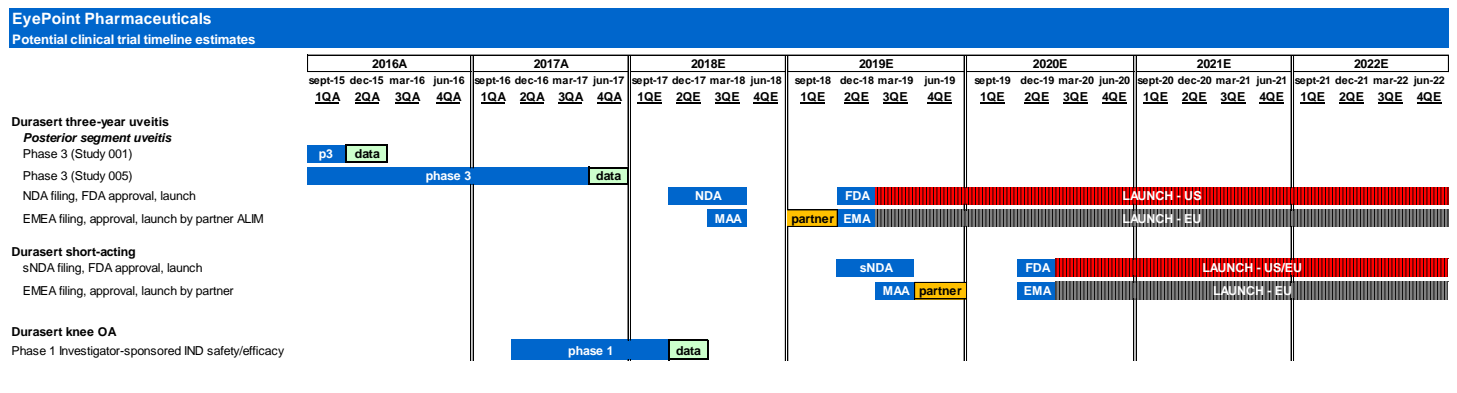 EyePoint Pharmaceuticals
Potential clinical trial timeline estimates
2016A 2017A 2018E 2019E 2020E 2021E 2022E
sept-15 dec-15 mar-16 jun-16 sept-16 dec-16 mar-17 jun-17 sept-17 dec-17 mar-18 jun-18 sept-18 dec-18 mar-19 jun-19 sept-19 dec-19 mar-20 jun-20 sept-20 dec-20 mar-21 jun-21 sept-21 dec-21 mar-22 jun-22
1QA 2QA 3QA 4QA 1QA 2QA 3QA 4QA 1QE 2QE 3QE 4QE 1QE 2QE 3QE 4QE 1QE 2QE 3QE 4QE 1QE 2QE 3QE 4QE 1QE 2QE 3QE 4QE
Durasert three-year uveitis
Posterior segment uveitis
Phase 3 (Study 001) p3 data
Phase 3 (Study 005) phase 3 data
NDA filing, FDA approval, launch NDA FDA LAUNCH - US
EMEA filing, approval, launch by partner ALIM MAA partner EMA LAUNCH - EU
Durasert short-acting
sNDA filing, FDA approval, launch sNDA FDA LAUNCH - US/EU
EMEA filing, approval, launch by partner MAA partner EMA LAUNCH - EU
Durasert knee OA
Phase 1 Investigator-sponsored IND safety/efficacy phase 1 data